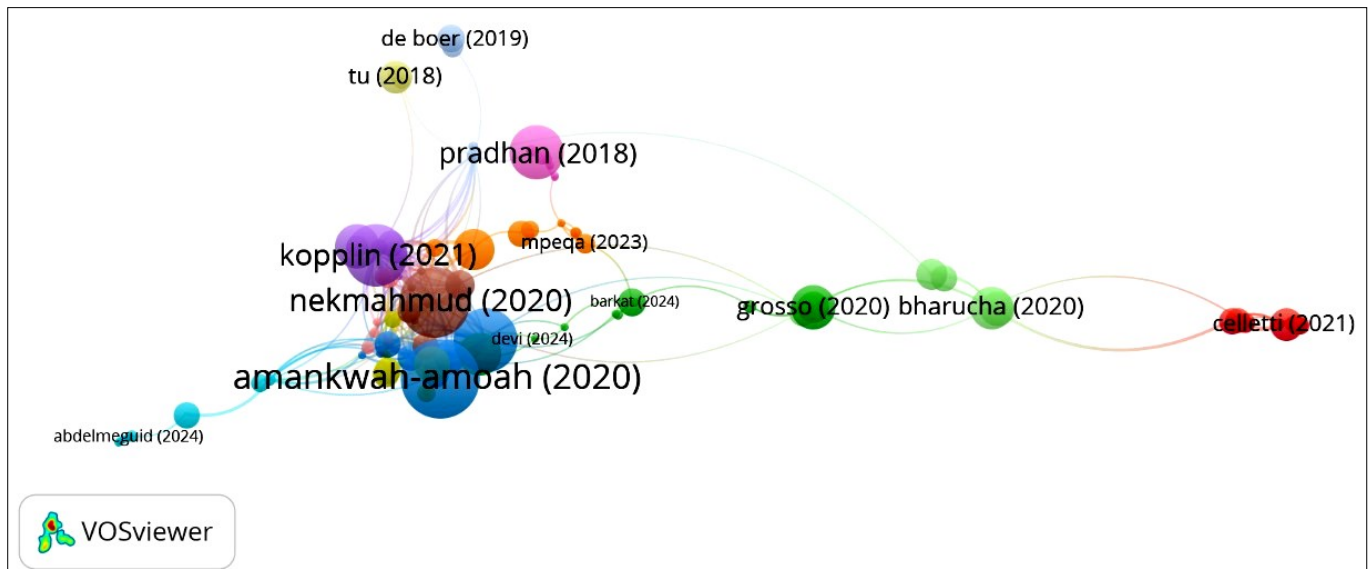 de boer (2019)
tu (2018)
pradhan (2018)
kopplin (2021)
mpeqa (2023)
nekmahmud (2020)
barkat (2024)
grosso (2020)
bharucha (2020)
celletti (2021)
devi (2024)
amankwah-amoah (2020)
abdelmeguid (2024)
VOSviewer